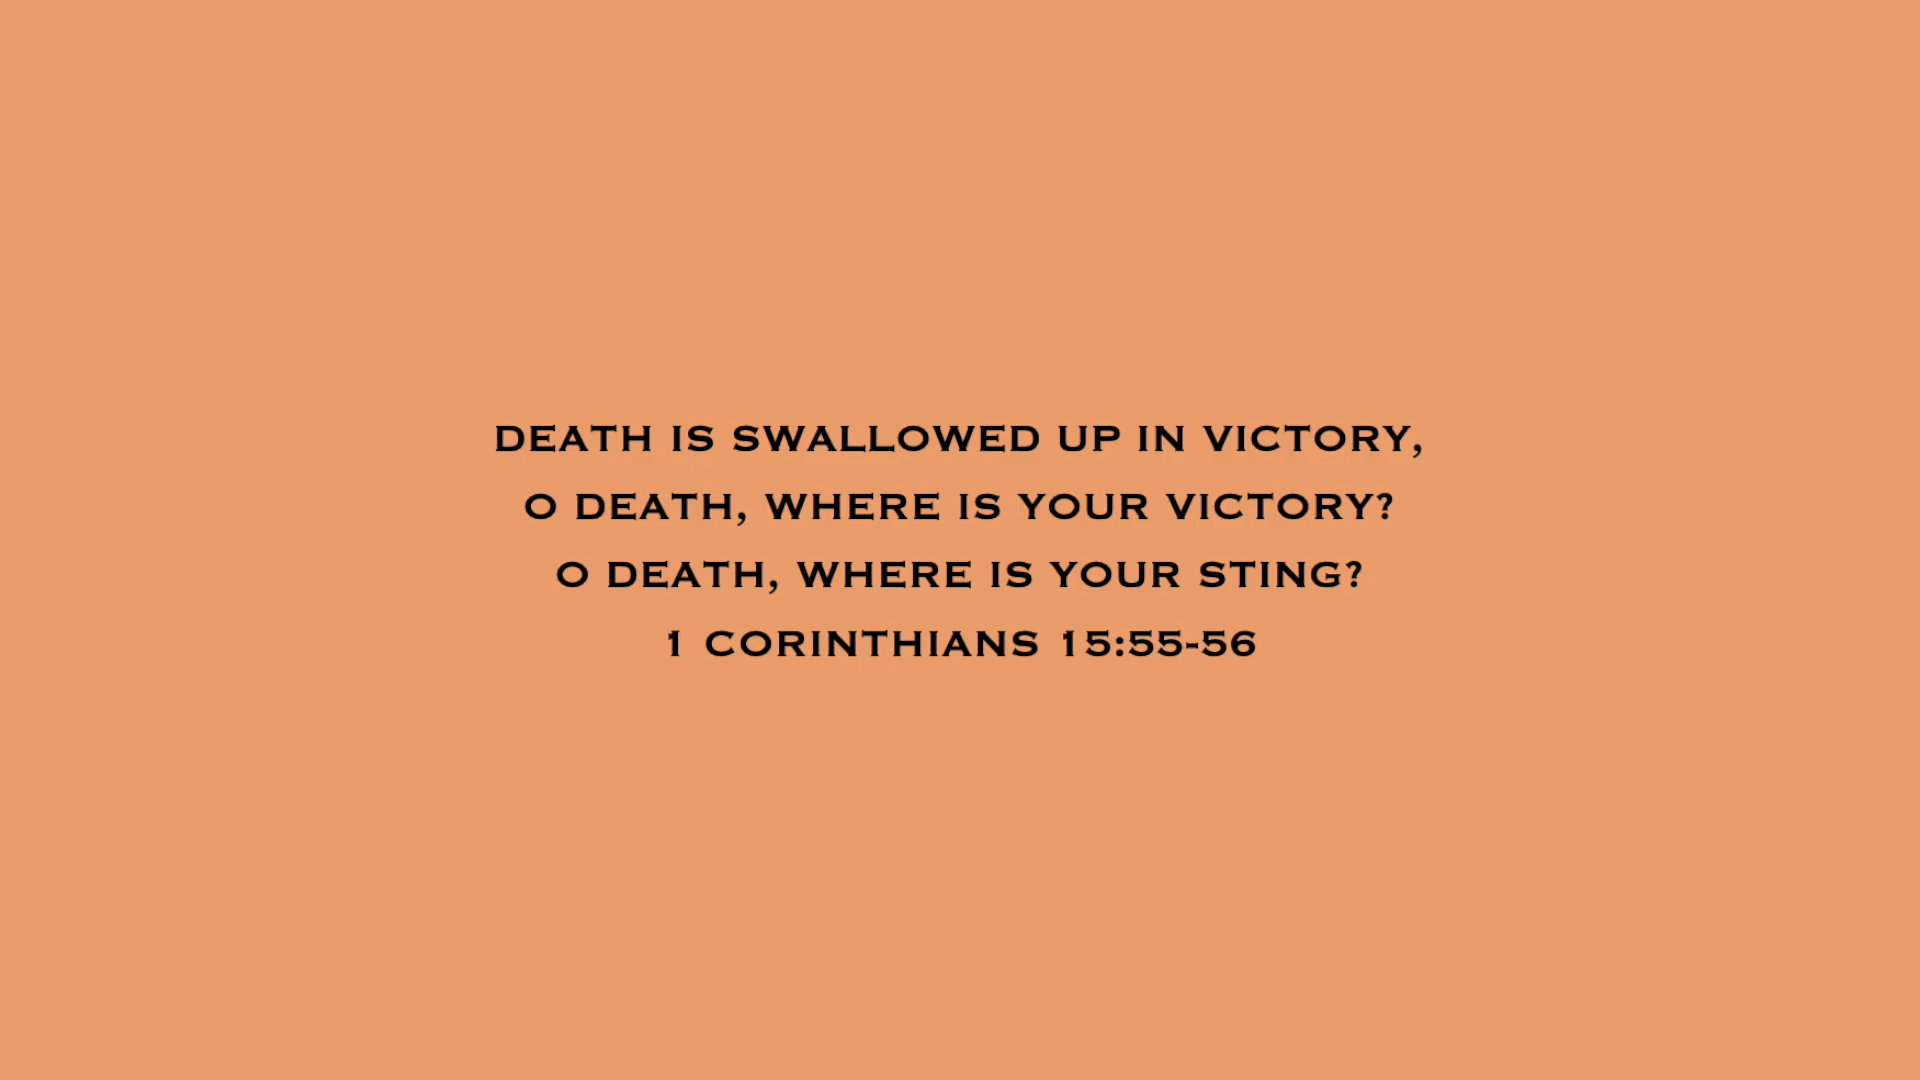 DEATH IS SWALLOWED UP IN VICTORY,
O DEATH, WHERE IS YOUR VICTORY?
O DEATH, WHERE IS YOUR STING?
1 CORINTHIANS 15:55-56